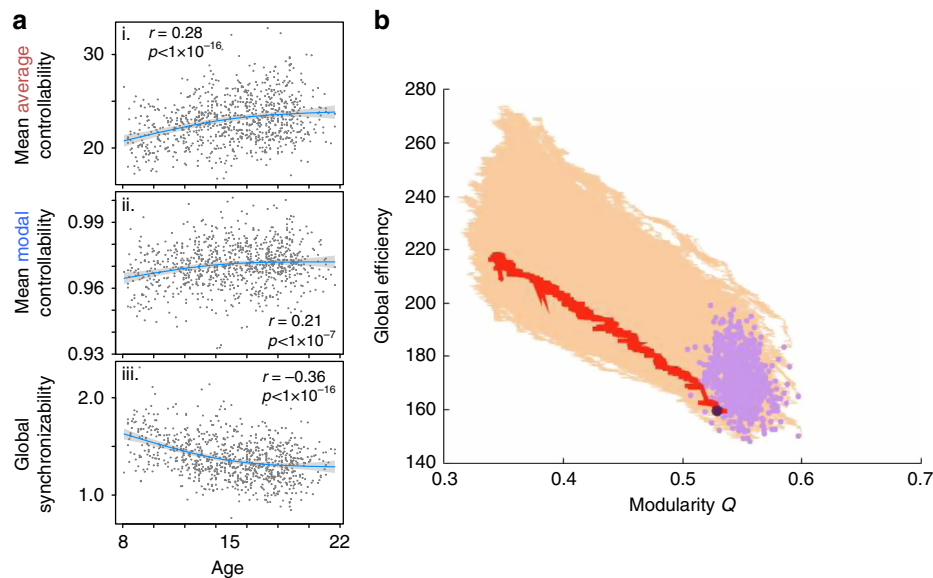 a
Mean average
controllability
30
20
i.
r = 0.28
p<1×10⁻¹⁶
Mean modal
controllability
0.99
0.96
0.93
ii.
r = 0.21
p<1×10⁻⁷
Global
synchronizability
2.0
1.0
iii.
r = –0.36
p<1×10⁻¹⁶
8 15 22
Age
b
Global efficiency
280
260
240
220
200
180
160
140
0.3 0.4 0.5 0.6 0.7
Modularity Q